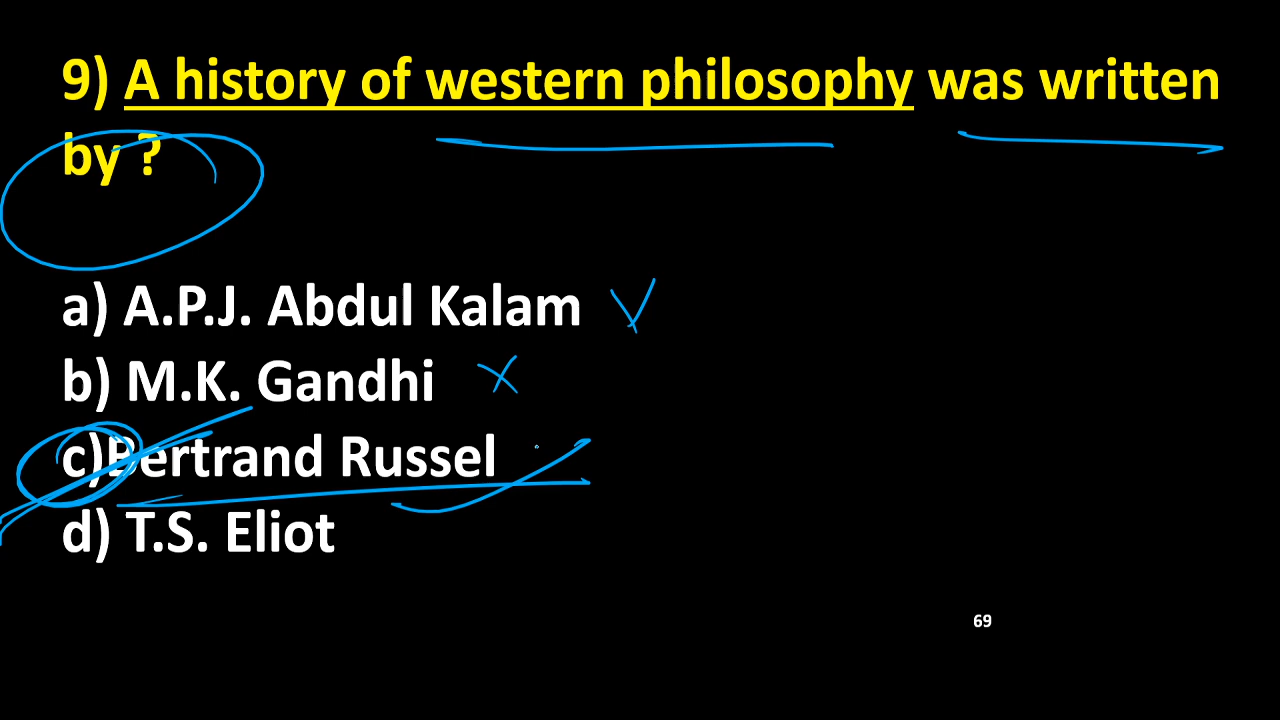 9) A history of western philosophy was written
by ?
a) A.P.J. Abdul Kalam
b) M.K. Gandhi
c)Bertrand Russel
d) T.S. Eliot
69